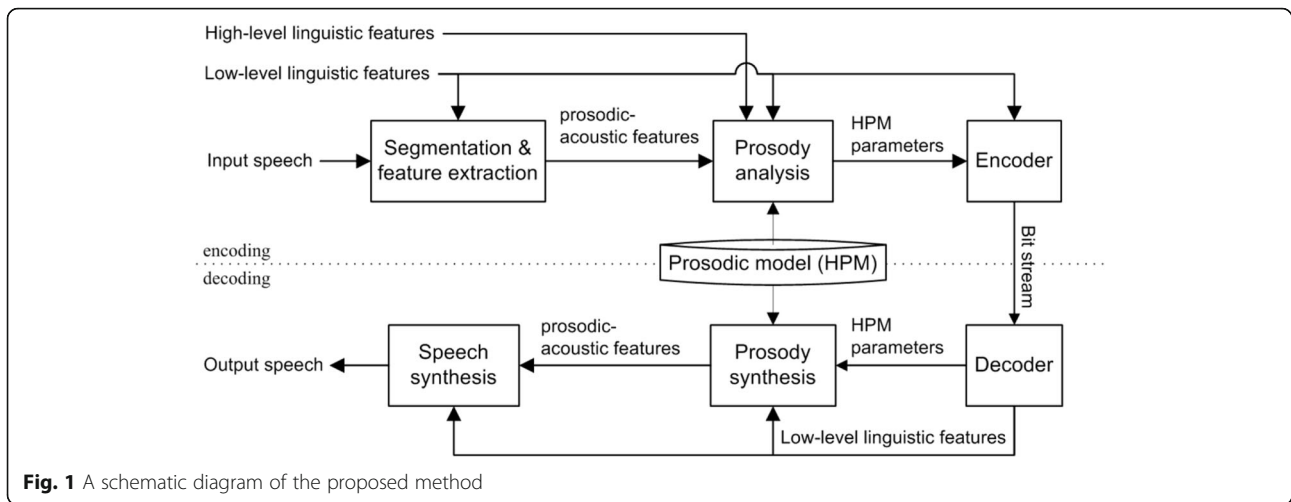 High-level linguistic features
Low-level linguistic features
prosodic-
acoustic features
HPM
parameters
Input speech
Segmentation &
feature extraction
Prosody
analysis
Encoder
encoding
decoding
Prosodic model (HPM)
Bit stream
prosodic-
acoustic features
HPM
parameters
Output speech
Speech
synthesis
Prosody
synthesis
Decoder
Low-level linguistic features
Fig. 1 A schematic diagram of the proposed method